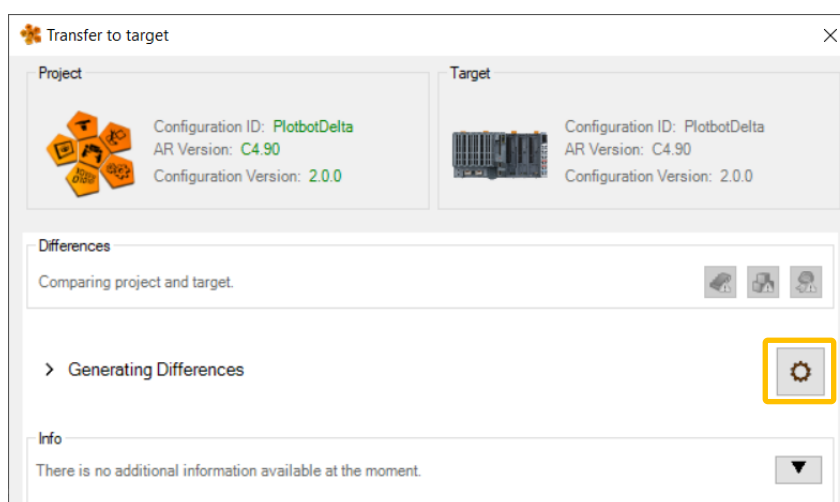 Transfer to target
Project
Configuration ID: PlotbotDelta
AR Version: C4.90
Configuration Version: 2.0.0
Target
Configuration ID: PlotbotDelta
AR Version: C4.90
Configuration Version: 2.0.0
Differences
Comparing project and target.
Generating Differences
Info
There is no additional information available at the moment.